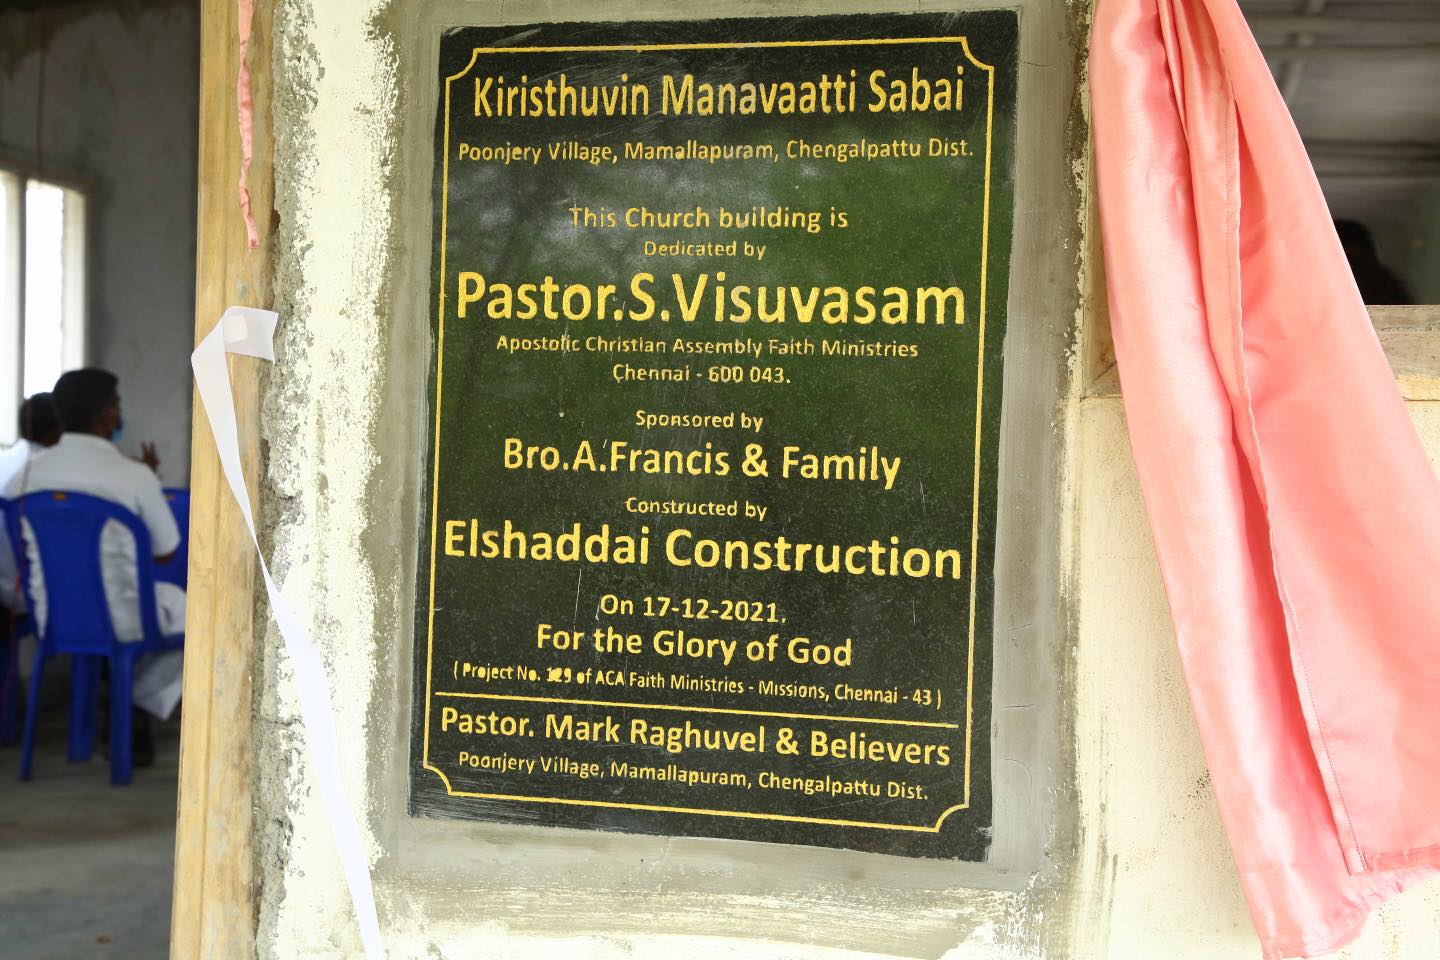 Kiristhuvin Manavaatti Sabai
Poonjery Village, Mamallapuram, Chengalpattu Dist.
This Church building is
Dedicated by
Pastor.S.Visuvasam
Apostolic Christian Assembly Faith Ministries
Chennai - 600 043.
Sponsored by
Bro.A.Francis & Family
Constructed by
Elshaddai Construction
On 17-12-2021.
For the Glory of God
( Project No. 129 of ACA Faith Ministries - Missions, Chennai - 43 )
Pastor. Mark Raghuvel & Believers
Poonjery Village, Mamallapuram, Chengalpattu Dist.